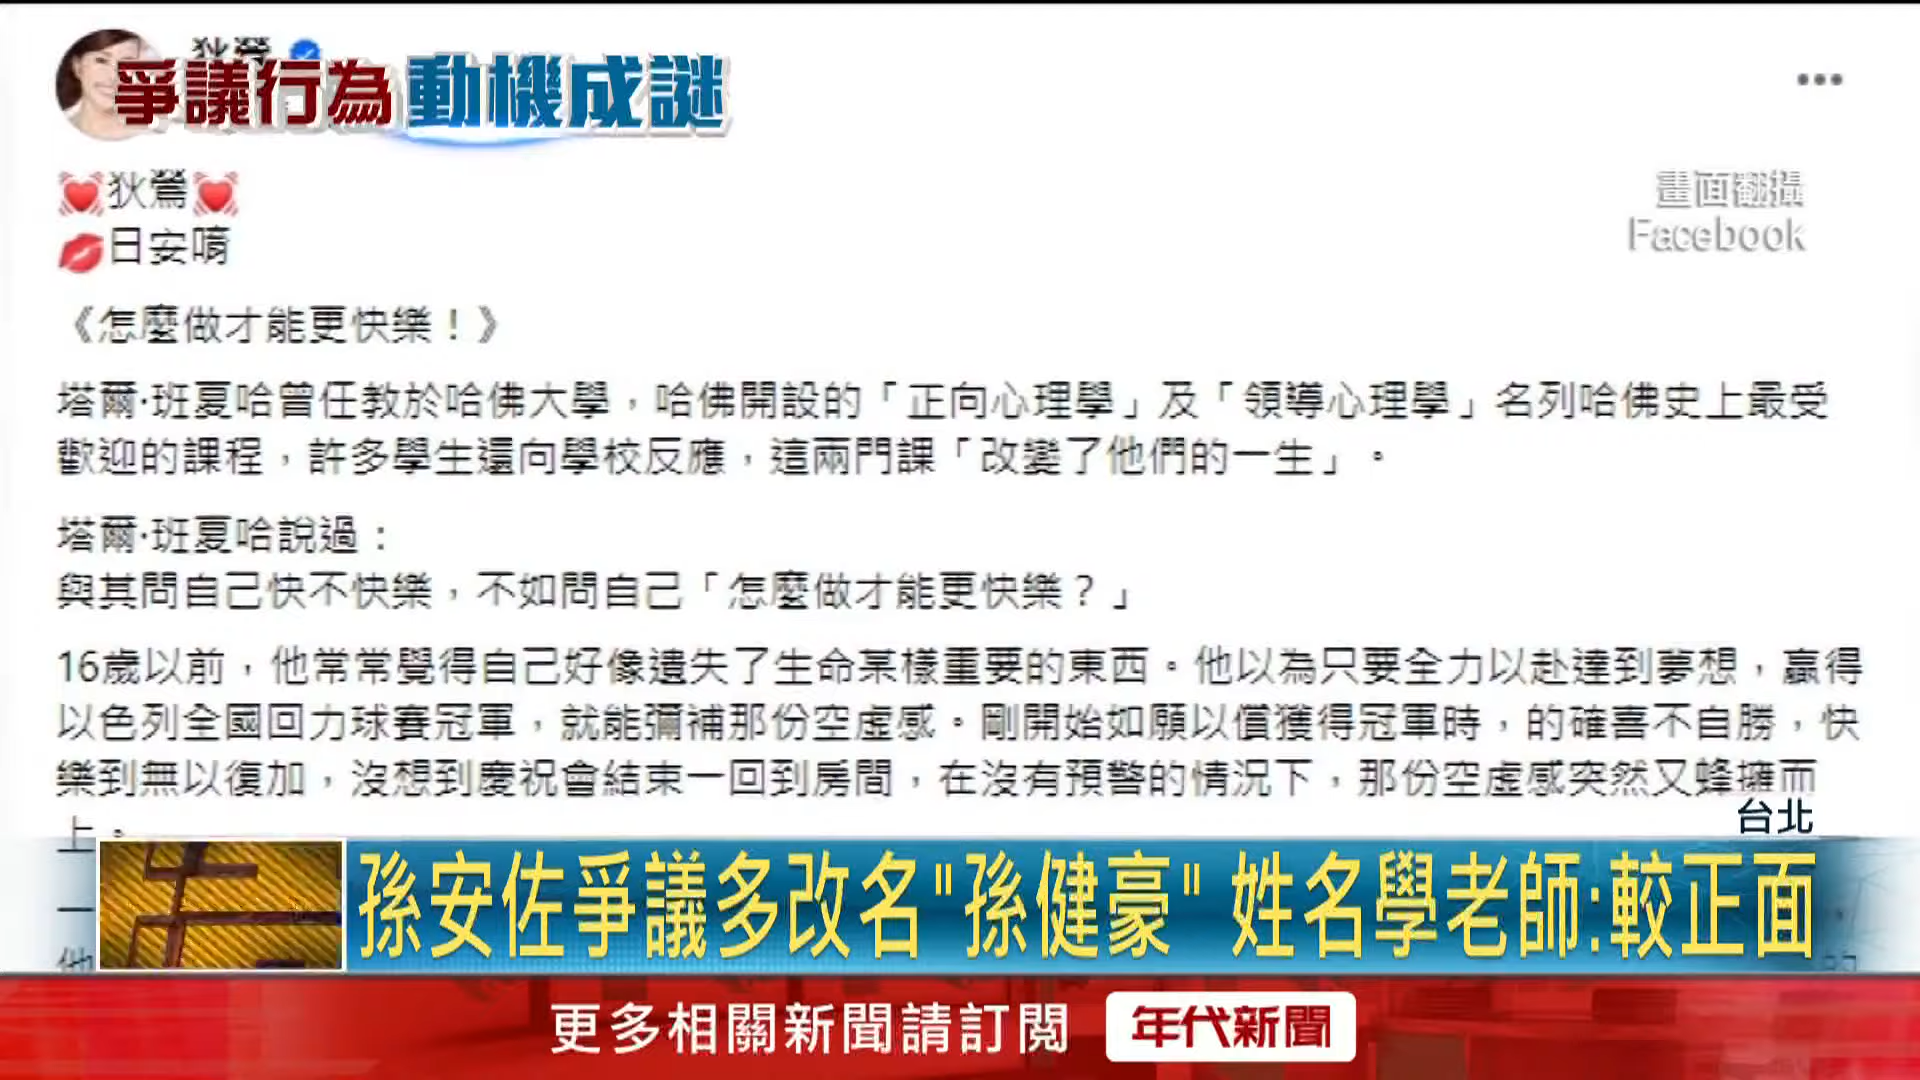 狄鶯
爭議行為動機成謎
畫面翻攝
Facebook
狄鶯
日安唷
《怎麼做才能更快樂！》
塔爾·班夏哈曾任教於哈佛大學，哈佛開設的「正向心理學」及「領導心理學」名列哈佛史上最受
歡迎的課程，許多學生還向學校反應，這兩門課「改變了他們的一生」。
塔爾·班夏哈說過：
與其問自己快不快樂，不如問自己「怎麼做才能更快樂？」
16歲以前，他常常覺得自己好像遺失了生命某樣重要的東西。他以為只要全力以赴達到夢想，贏得
以色列全國回力球賽冠軍，就能彌補那份空虛感。剛開始如願以償獲得冠軍時，的確喜不自勝，快
樂到無以復加，沒想到慶祝會結束一回到房間，在沒有預警的情況下，那份空虛感突然又蜂擁而
上。
台北
孫安佐爭議多改名"孫健豪" 姓名學老師:較正面
更多相關新聞請訂閱 年代新聞